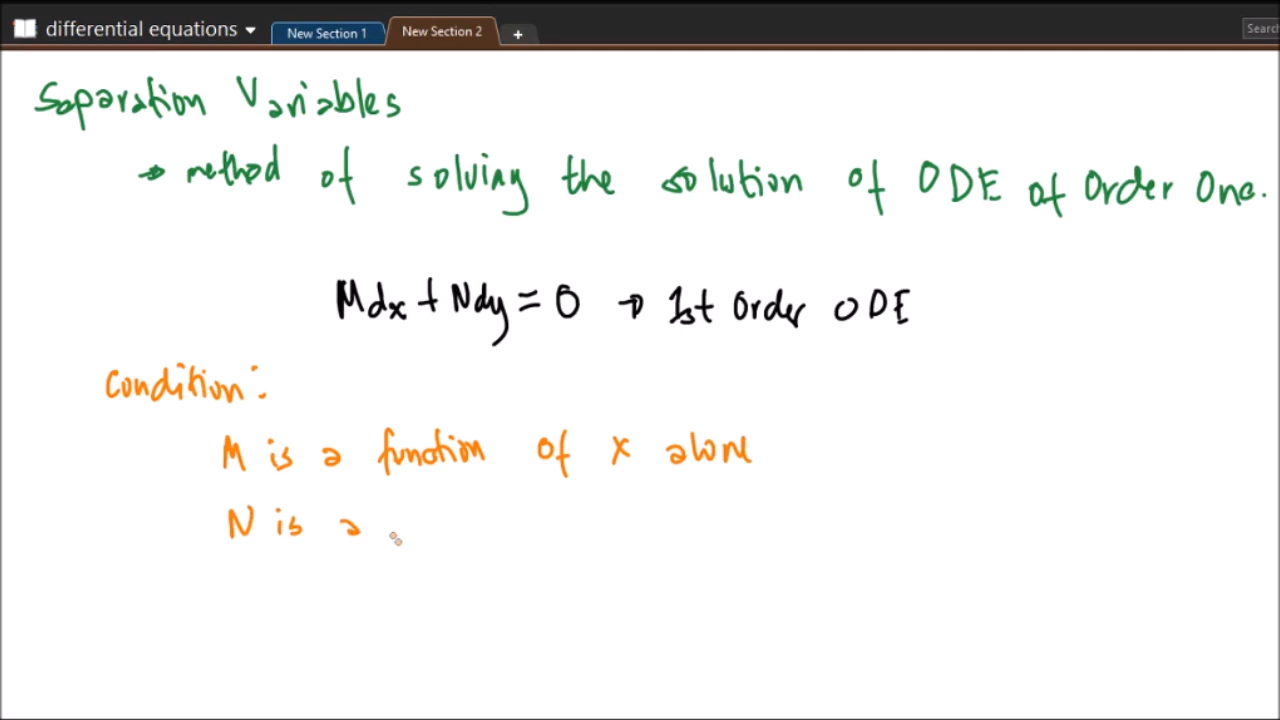 differential equations New Section 1 New Section 2 +
Search
Separation Variables
→ method of solving the solution of ODE of Order One.
Mdx + Ndy = 0 → 1st Order ODE
Condition:
M is a function of x alone
N is a